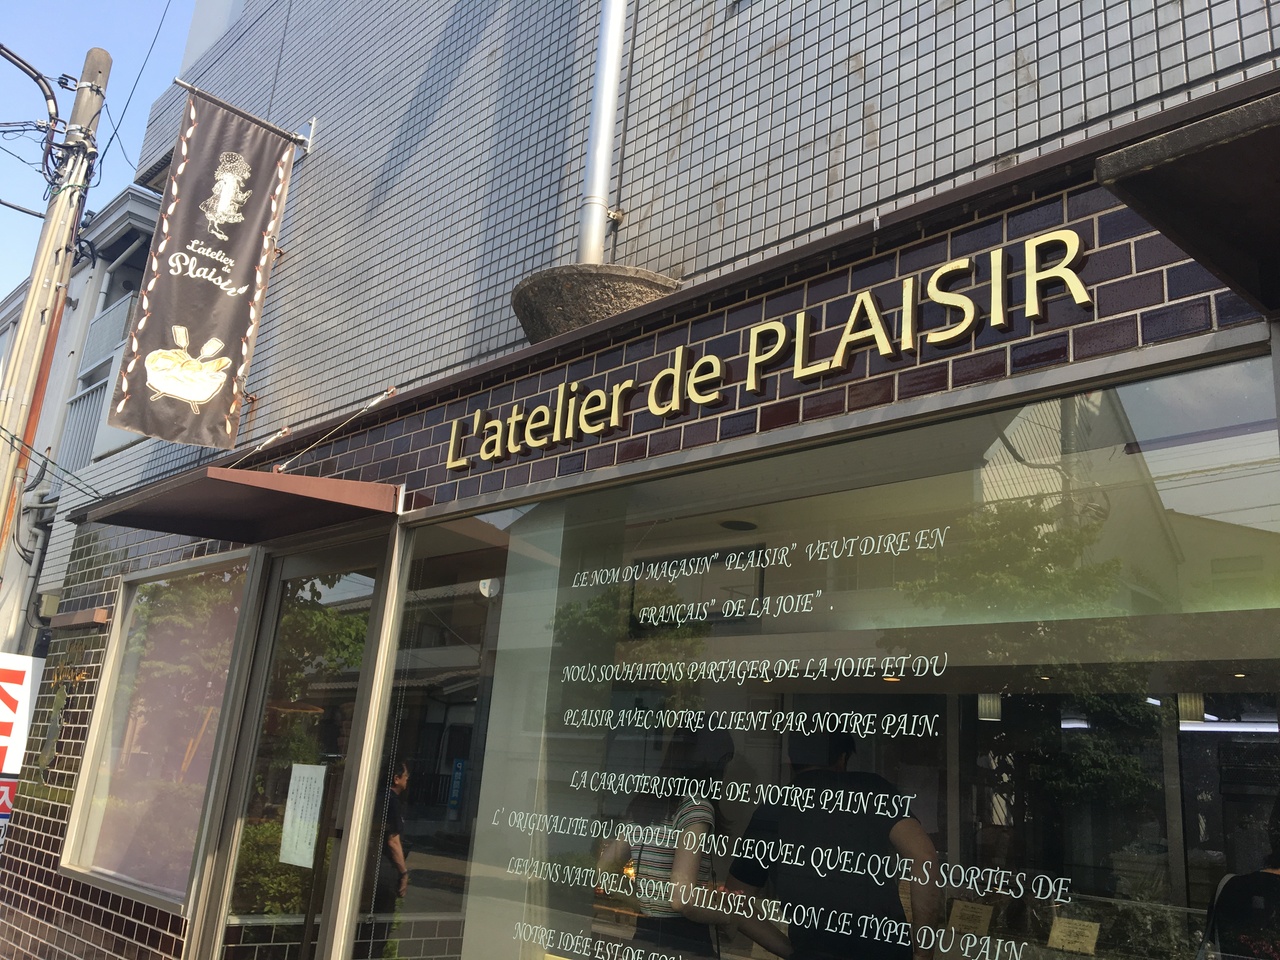 L'atelier
de
Plaisir
L'atelier de PLAISIR
LE NOM DU MAGASIN" PLAISIR" VEUT DIRE EN
FRANÇAIS" DE LA JOIE" .
NOUS SOUHAITONS PARTAGER DE LA JOIE ET DU
PLAISIR AVEC NOTRE CLIENT PAR NOTRE PAIN.
LA CARACTERISTIQUE DE NOTRE PAIN EST
L' ORIGINALITE DU PRODUIT DANS LEQUEL QUELQUE.S SORTES DE
LEVAINS NATURELS SONT UTILISES SELON LE TYPE DU PAIN
NOTRE IDÉE EST DE